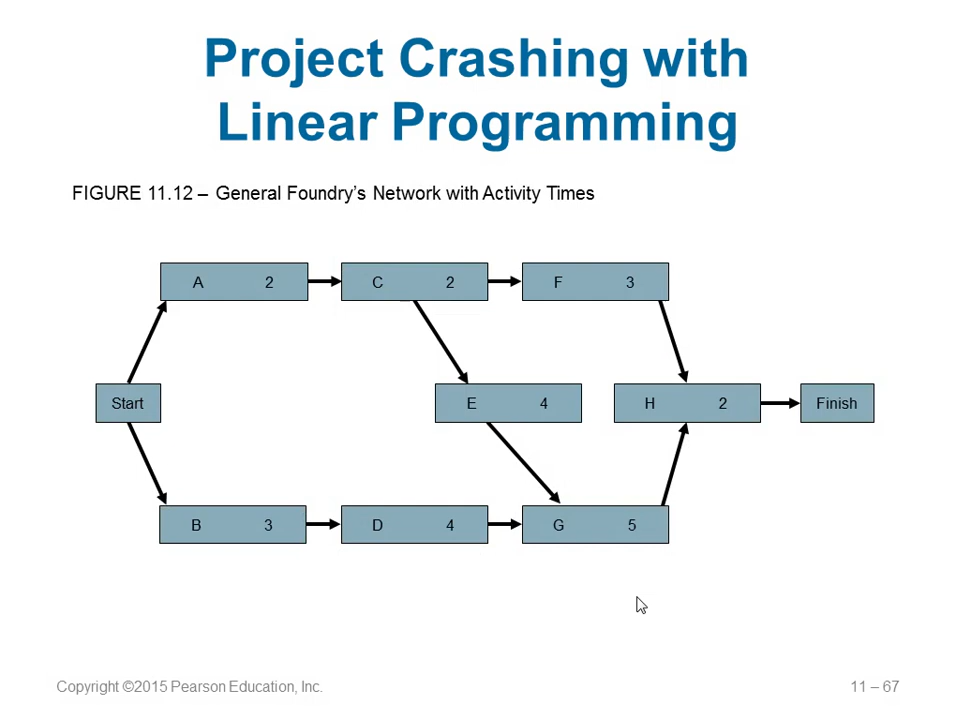 Project Crashing with
Linear Programming
FIGURE 11.12 – General Foundry’s Network with Activity Times
A 2
C 2
F 3
Start
E 4
H 2
Finish
B 3
D 4
G 5
Copyright ©2015 Pearson Education, Inc.
11 – 67